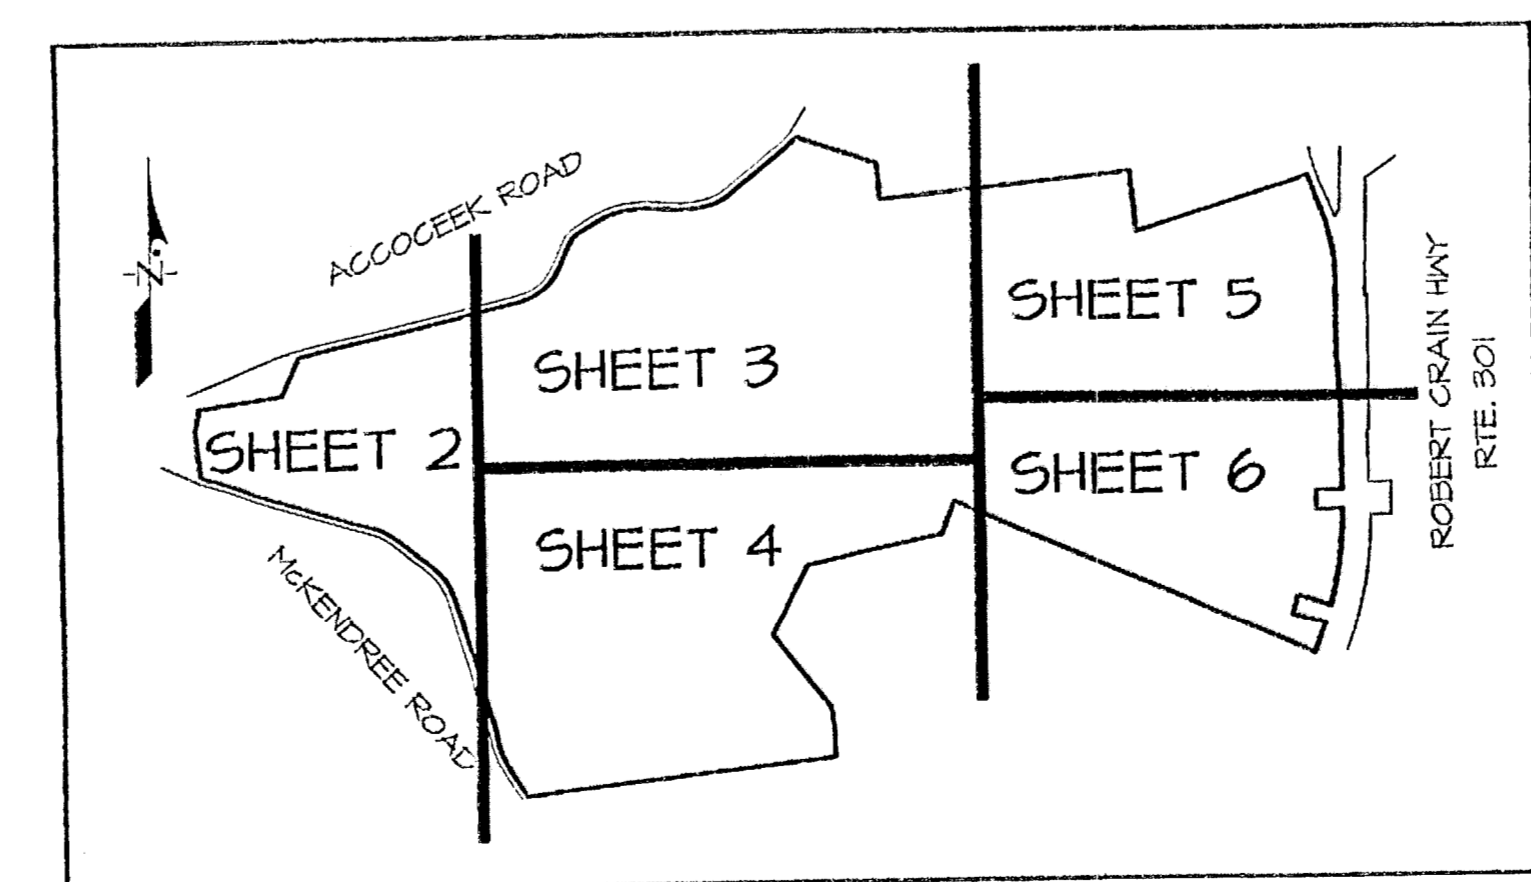 ACCOCEEK ROAD
N
SHEET 5
SHEET 3
ROBERT CRAIN HWY
RTE. 301
SHEET 2
SHEET 6
SHEET 4
McKENDREE ROAD